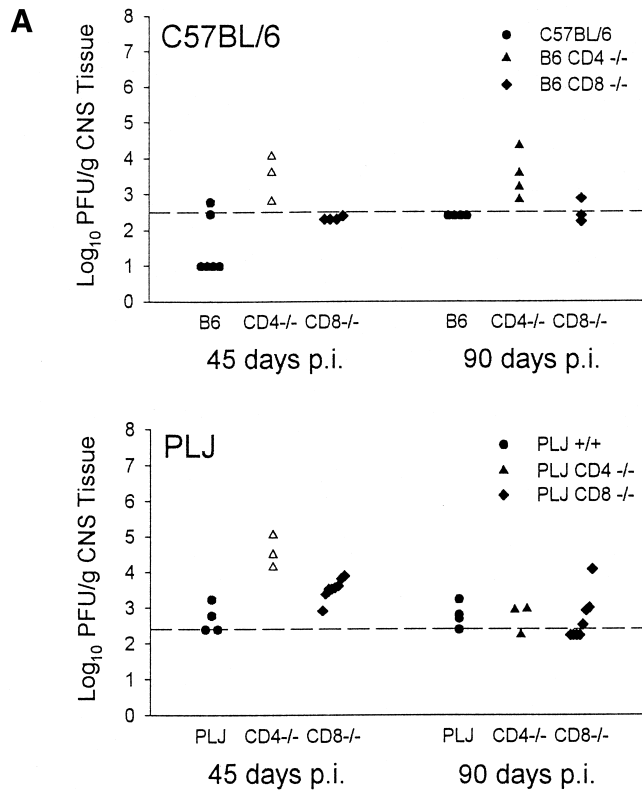 A
C57BL/6
C57BL/6
B6 CD4 -/-
B6 CD8 -/-
Log10 PFU/g CNS Tissue
8
7
6
5
4
3
2
1
0
B6 CD4-/- CD8-/- B6 CD4-/- CD8-/-
45 days p.i. 90 days p.i.
PLJ
PLJ +/+
PLJ CD4 -/-
PLJ CD8 -/-
Log10 PFU/g CNS Tissue
8
7
6
5
4
3
2
1
0
PLJ CD4-/- CD8-/- PLJ CD4-/- CD8-/-
45 days p.i. 90 days p.i.